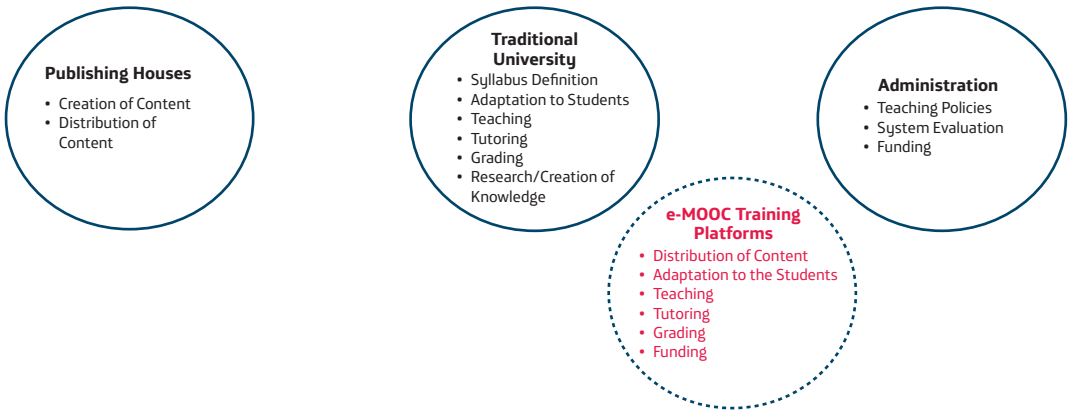 Publishing Houses
• Creation of Content
• Distribution of
Content
Traditional
University
• Syllabus Definition
• Adaptation to Students
• Teaching
• Tutoring
• Grading
• Research/Creation of
Knowledge
Administration
• Teaching Policies
• System Evaluation
• Funding
e-MOOC Training
Platforms
• Distribution of Content
• Adaptation to the Students
• Teaching
• Tutoring
• Grading
• Funding